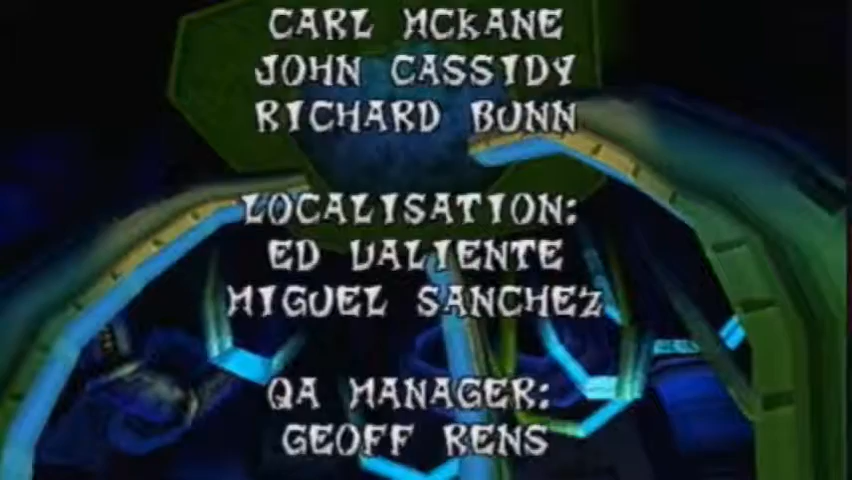 CARL MCKANE
JOHN CASSIDY
RICHARD BUNN
LOCALISATION:
ED VALIENTE
MIGUEL SANCHEZ
QA MANAGER:
GEOFF RENS